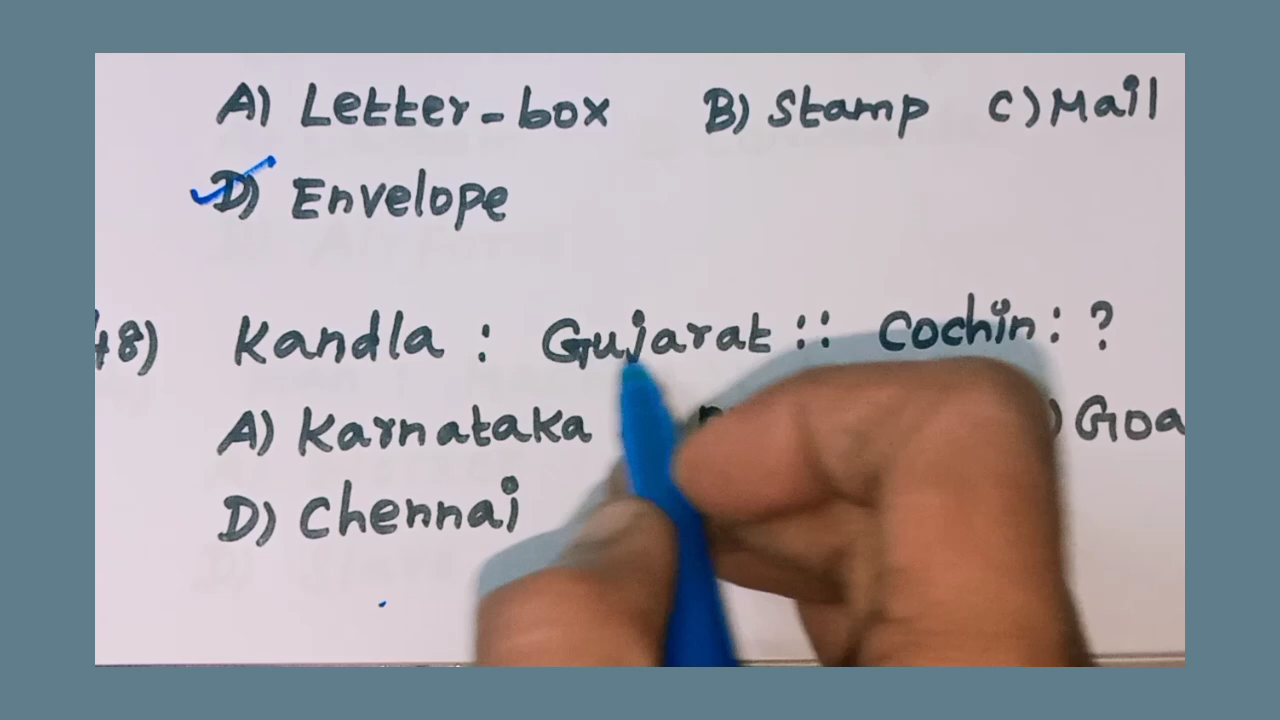 A) Letter-box B) Stamp C) Mail
D) Envelope
48) Kandla : Gujarat :: Cochin : ?
A) Karnataka ) Goa
D) Chennai